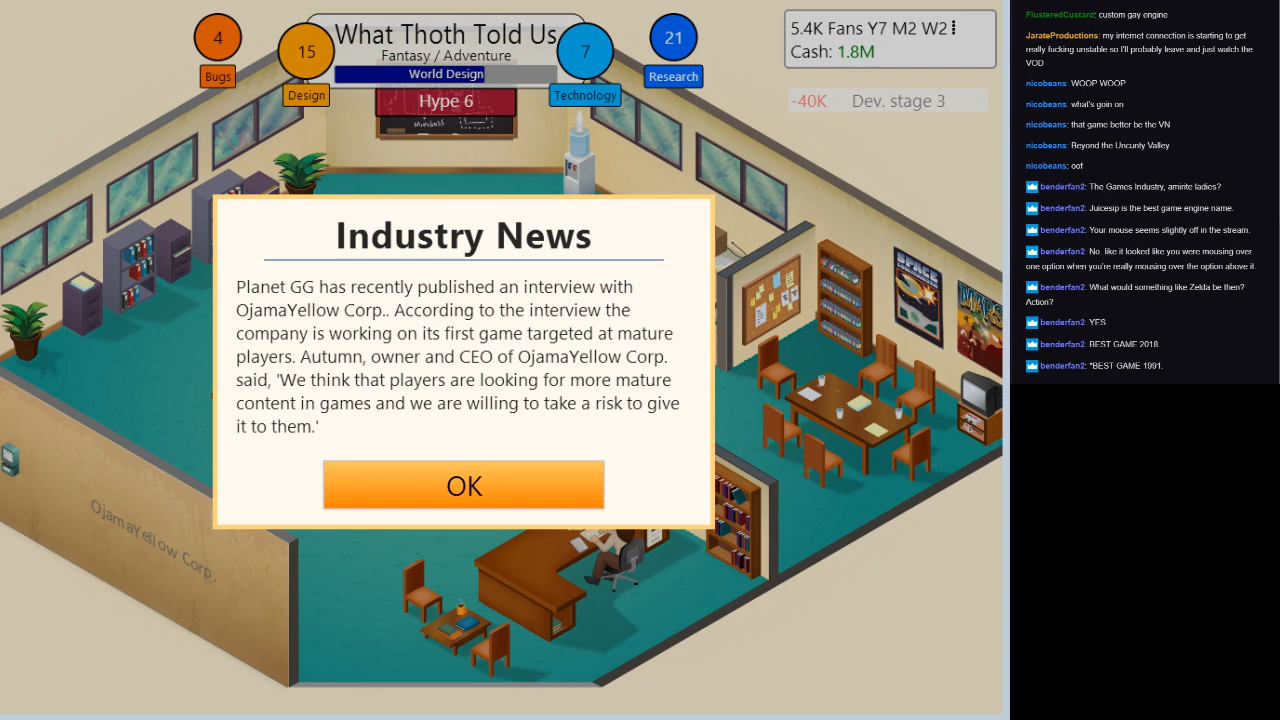 4
Bugs
15
Design
What Thoth Told Us
Fantasy / Adventure
World Design
Hype 6
Miniboss
7
Technology
21
Research
5.4K Fans Y7 M2 W2
Cash: 1.8M
-40K Dev. stage 3
Industry News
Planet GG has recently published an interview with
OjamaYellow Corp.. According to the interview the
company is working on its first game targeted at mature
players. Autumn, owner and CEO of OjamaYellow Corp.
said, 'We think that players are looking for more mature
content in games and we are willing to take a risk to give
it to them.'
OK
OjamaYellow Corp.
SPACE
FlusteredCustard: custom gay engine
JarateProductions: my internet connection is starting to get
really fucking unstable so I'll probably leave and just watch the
VOD
nicobeans: WOOP WOOP
nicobeans: what's goin on
nicobeans: that game better be the VN
nicobeans: Beyond the Uncunty Valley
nicobeans: oof
benderfan2: The Games Industry, aminte ladies?
benderfan2: Juicesip is the best game engine name.
benderfan2: Your mouse seems slightly off in the stream.
benderfan2: No. like it looked like you were mousing over
one option when you're really mousing over the option above it.
benderfan2: What would something like Zelda be then?
Action?
benderfan2: YES.
benderfan2: BEST GAME 2018.
benderfan2: *BEST GAME 1991.